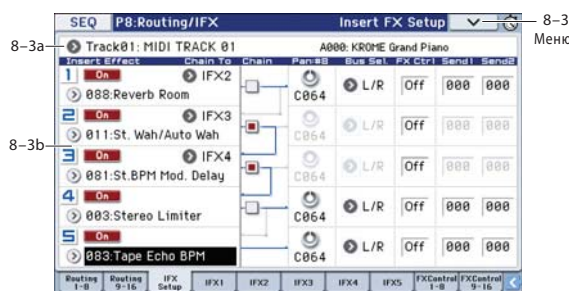 SEQ P8:Routing/IFX Insert FX Setup
8–3
Меню
8–3a
Track01: MIDI TRACK 01 A000: KROME Grand Piano
Insert Effect Chain To Chain Pan:#8 Bus Sel. FX Ctrl Send1 Send2
1 On IFX2
088:Reverb Room C064 L/R Off 000 000
2 On IFX3
011:St. Wah/Auto Wah C064 L/R Off 000 000
8–3b
3 On IFX4
081:St.BPM Mod. Delay C064 L/R Off 000 000
4 On
003:Stereo Limiter C064 L/R Off 000 000
5 On
083:Tape Echo BPM C064 L/R Off 000 000
Routing 1-8 Routing 9-16 IFX Setup IFX1 IFX2 IFX3 IFX4 IFX5 FXControl 1-8 FXControl 9-16